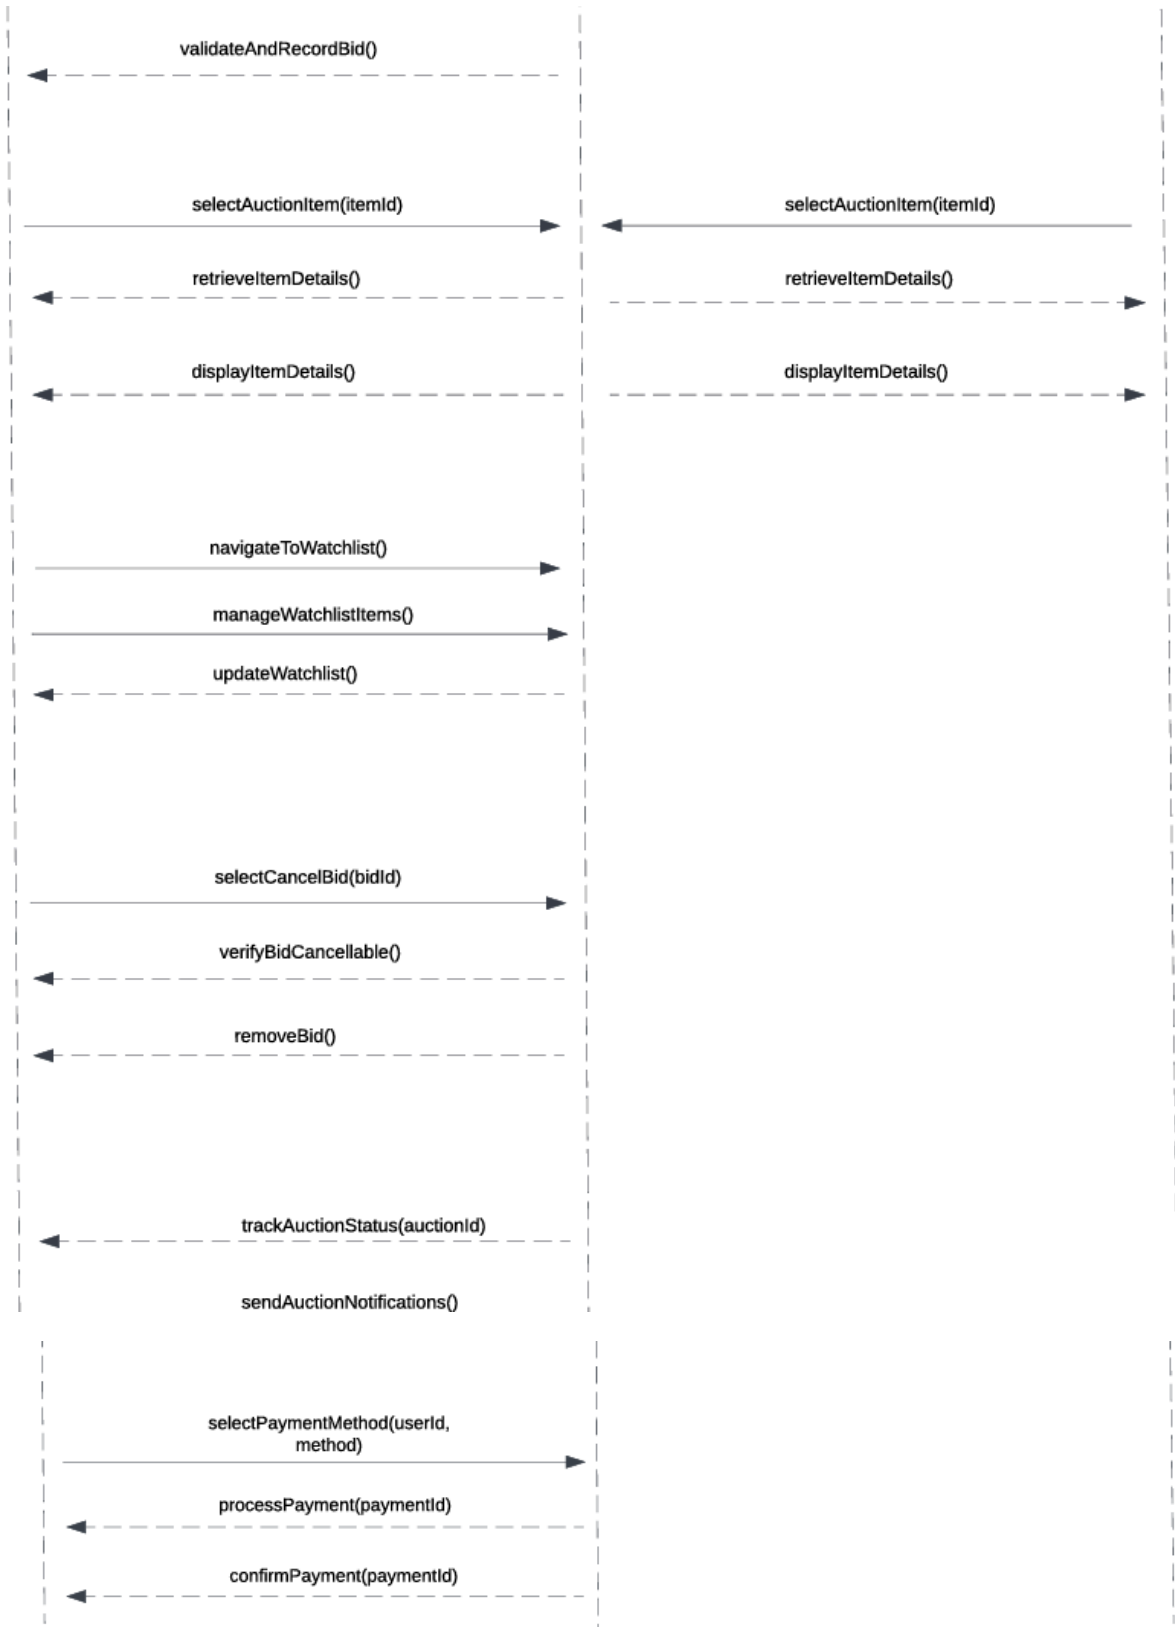 validateAndRecordBid()
selectAuctionItem(itemId)
selectAuctionItem(itemId)
retrieveItemDetails()
retrieveItemDetails()
displayItemDetails()
displayItemDetails()
navigateToWatchlist()
manageWatchlistItems()
updateWatchlist()
selectCancelBid(bidId)
verifyBidCancellable()
removeBid()
trackAuctionStatus(auctionId)
sendAuctionNotifications()
selectPaymentMethod(userId,
method)
processPayment(paymentId)
confirmPayment(paymentId)